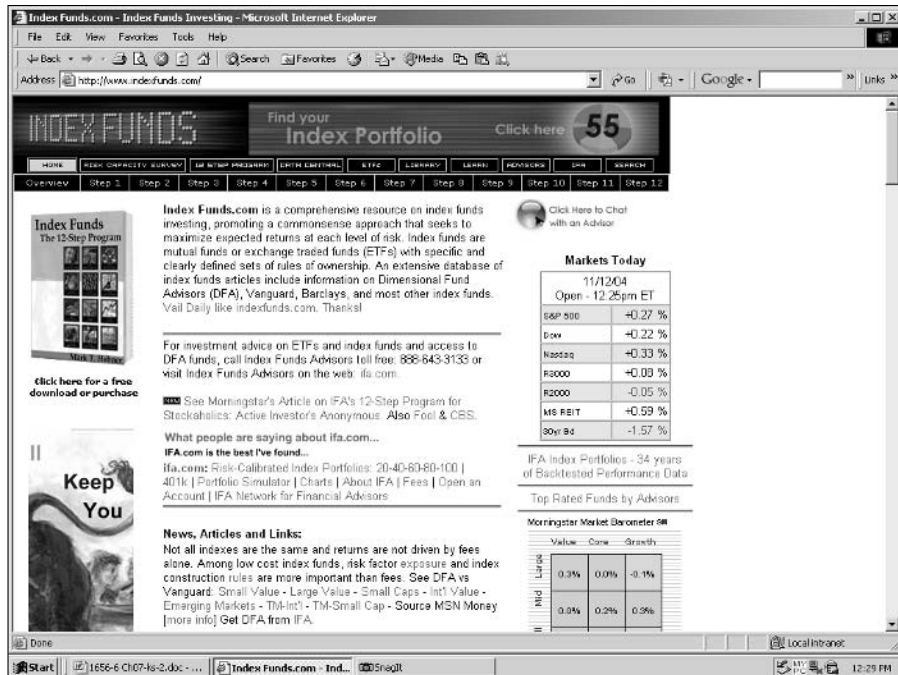 Index Funds.com - Index Funds Investing - Microsoft Internet Explorer
File Edit View Favorites Tools Help
Back Search Favorites Media
Address http://www.indexfunds.com/ Go Google Links
INDEX FUNDS
Find your
Index Portfolio
Click here 55
HOME RISK CAPACITY SURVEY 12 STEP PROGRAM DATA CENTRAL ETFs LIBRARY LEARN ADVISORS IFA SEARCH
Overview Step 1 Step 2 Step 3 Step 4 Step 5 Step 6 Step 7 Step 8 Step 9 Step 10 Step 11 Step 12
Index Funds
The 12-Step Program
Mark T. Hebner
Click here for a free
download or purchase
II
Keep
You
Index Funds.com is a comprehensive resource on index funds
investing, promoting a commonsense approach that seeks to
maximize expected returns at each level of risk. Index funds are
mutual funds or exchange traded funds (ETFs) with specific and
clearly defined sets of rules of ownership. An extensive database of
index funds articles include information on Dimensional Fund
Advisors (DFA), Vanguard, Barclays, and most other index funds.
Vail Daily like indexfunds.com. Thanks!
For investment advice on ETFs and index funds and access to
DFA funds, call Index Funds Advisors toll free: 888-643-3133 or
visit Index Funds Advisors on the web: ifa.com.
See Morningstar's Article on IFA's 12-Step Program for
Stockaholics: Active Investor's Anonymous. Also Fool & CBS.
What people are saying about ifa.com...
IFA.com is the best I've found...
ifa.com: Risk-Calibrated Index Portfolios: 20-40-60-80-100 |
401k | Portfolio Simulator | Charts | About IFA | Fees | Open an
Account | IFA Network for Financial Advisors
News, Articles and Links:
Not all indexes are the same and returns are not driven by fees
alone. Among low cost index funds, risk factor exposure and index
construction rules are more important than fees. See DFA vs
Vanguard: Small Value - Large Value - Small Caps - Int'l Value -
Emerging Markets - TM-Int'l - TM-Small Cap - Source MSN Money
[more info] Get DFA from IFA.
Click Here to Chat
with an Advisor
Markets Today
11/12/04
Open - 12:25pm ET
S&P 500 +0.27 %
Dow +0.22 %
Nasdaq +0.33 %
R3000 +0.08 %
R2000 -0.05 %
MS REIT +0.59 %
30yr Bd -1.57 %
IFA Index Portfolios - 34 years
of Backtested Performance Data
Top Rated Funds by Advisors
Morningstar Market Barometer SM
Value Core Growth
Large 0.3% 0.0% -0.1%
Mid 0.0% 0.2% 0.3%
Done Local intranet
Start 1656-6 Ch07-ks-2.doc - ... Index Funds.com - Ind... SnagIt 12:29 PM